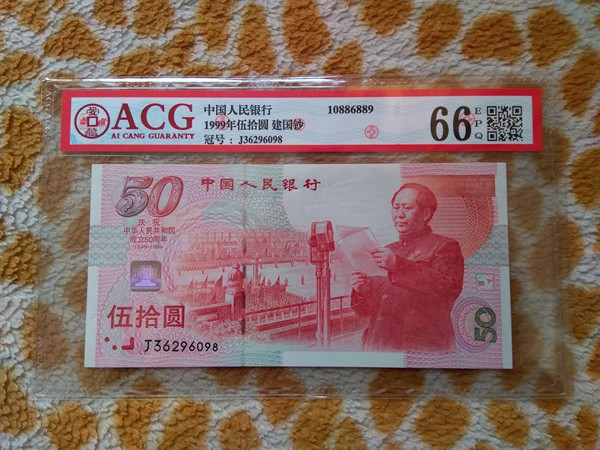 ACG
AI CANG GUARANTY
中国人民银行 10886889
1999年伍拾圆 建国钞
冠号：J36296098
66 EPQ
50
中国人民银行
庆祝
中华人民共和国
成立50周年
1949-1999
伍拾圆
J36296098
50